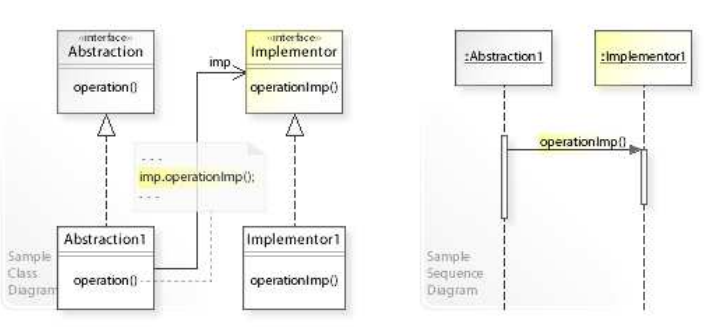 «interface»
Abstraction
operation()
«interface»
Implementor
operationImp()
imp
- - -
imp.operationImp();
- - -
Abstraction1
operation()
Implementor1
operationImp()
Sample
Class
Diagram
:Abstraction1
:Implementor1
operationImp()
Sample
Sequence
Diagram